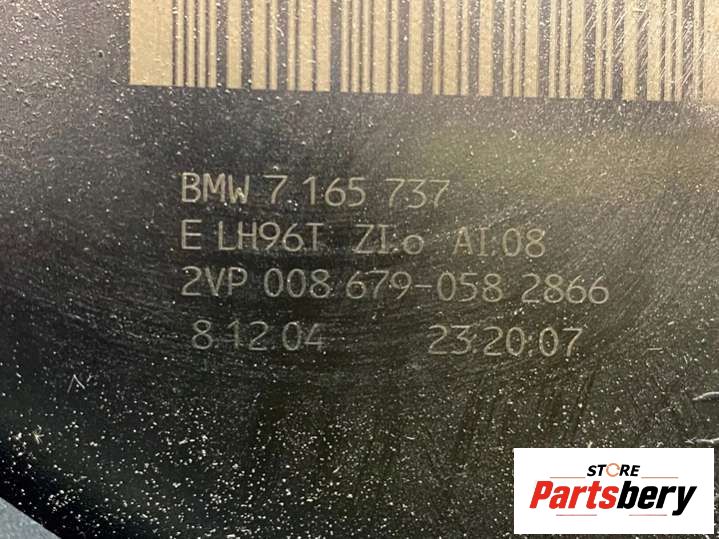 BMW 7 165 737
E LH96T ZI:o AI:08
2VP 008 679-058 2866
8 12 04 23:20:07
STORE
Partsbery